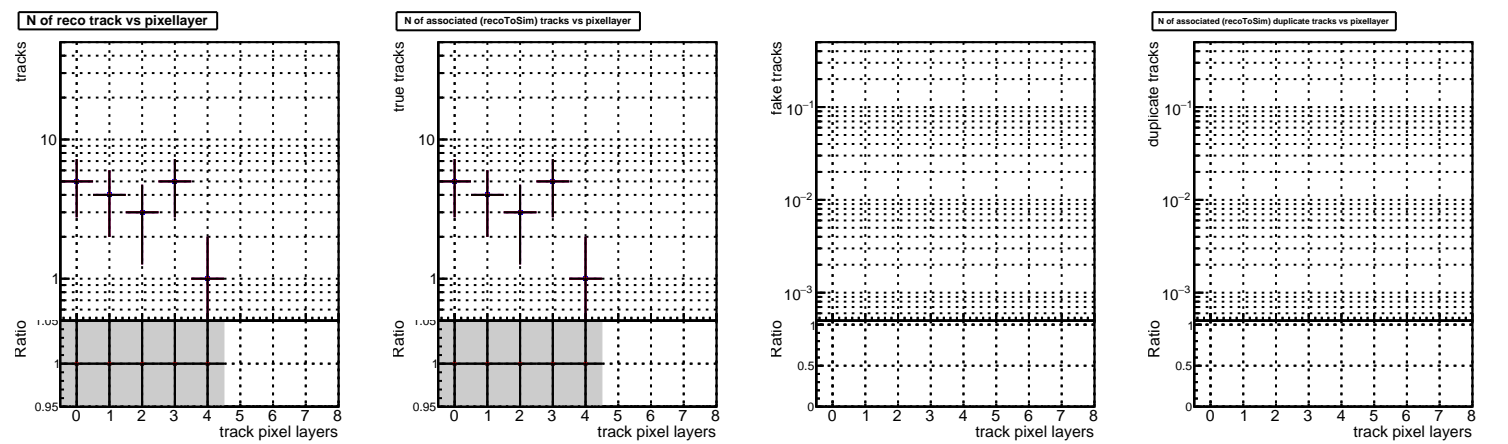 N of reco track vs pixellayer
tracks
10
1
Ratio
1.05
1
0.95
0 1 2 3 4 5 6 7 8
track pixel layers
N of associated (recoToSim) tracks vs pixellayer
true tracks
10
1
Ratio
1.05
1
0.95
0 1 2 3 4 5 6 7 8
track pixel layers
fake tracks
10⁻¹
10⁻²
10⁻³
Ratio
1
0.5
0
0 1 2 3 4 5 6 7 8
track pixel layers
N of associated (recoToSim) duplicate tracks vs pixellayer
duplicate tracks
10⁻¹
10⁻²
10⁻³
Ratio
1
0.5
0
0 1 2 3 4 5 6 7 8
track pixel layers